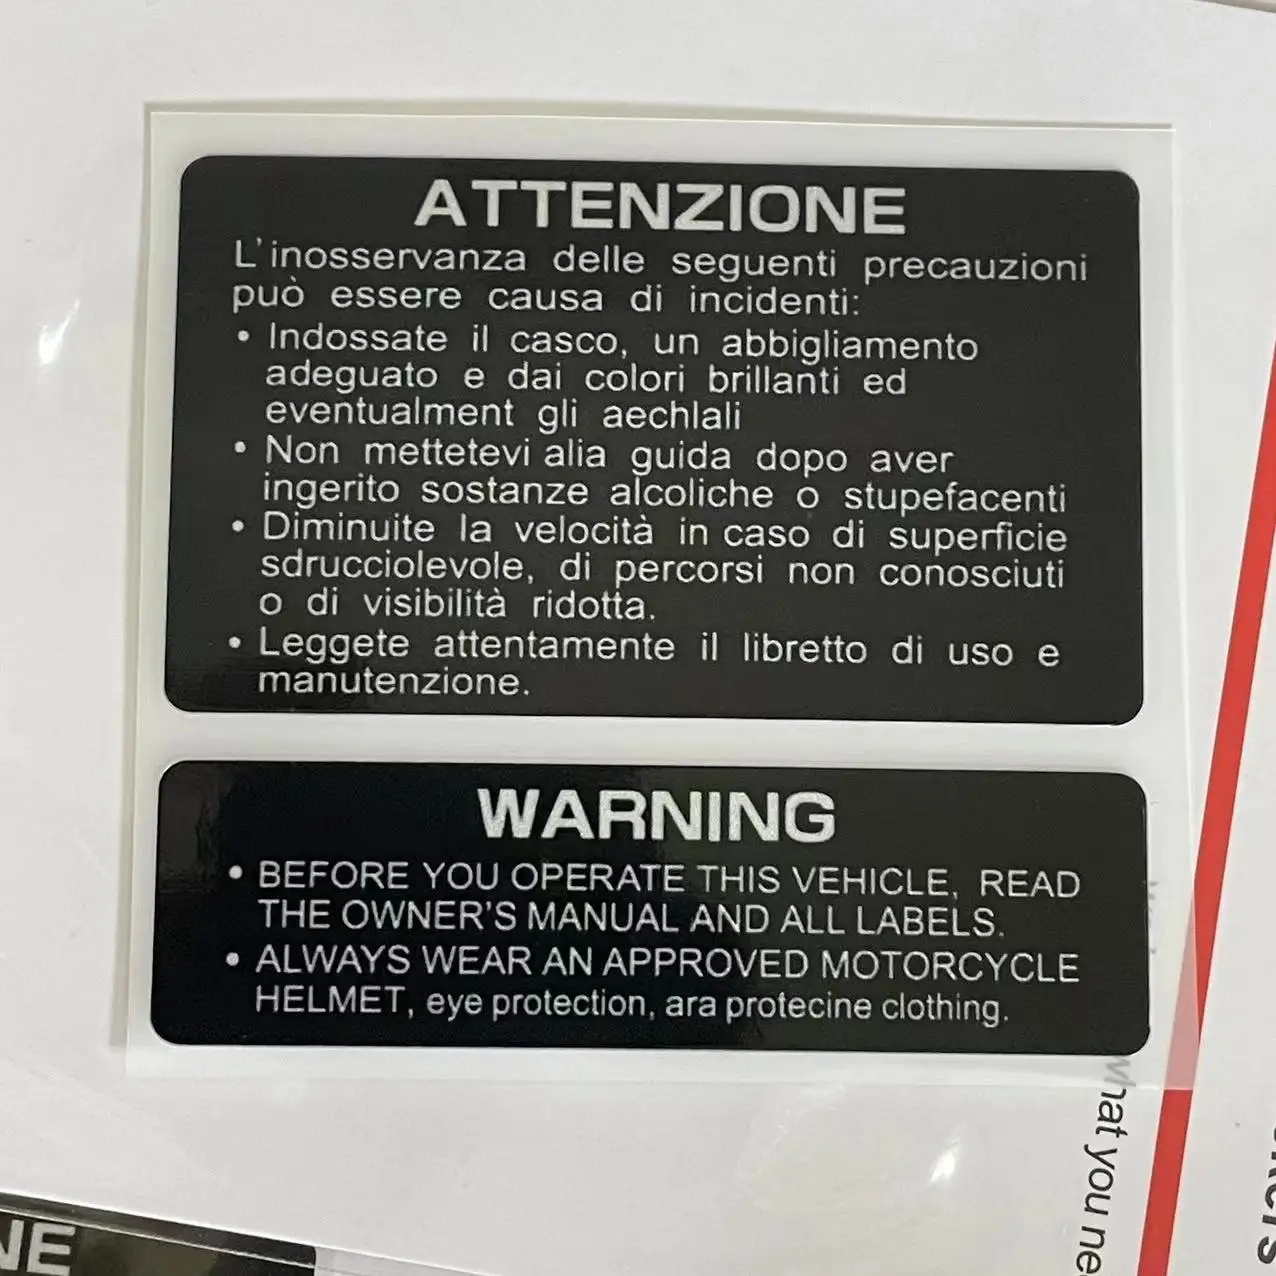 ATTENZIONE
L'inosservanza delle seguenti precauzioni
può essere causa di incidenti:
• Indossate il casco, un abbigliamento
adeguato e dai colori brillanti ed
eventualment gli aechlali
• Non mettetevi alia guida dopo aver
ingerito sostanze alcoliche o stupefacenti
• Diminuite la velocità in caso di superficie
sdrucciolevole, di percorsi non conosciuti
o di visibilità ridotta.
• Leggete attentamente il libretto di uso e
manutenzione.
WARNING
• BEFORE YOU OPERATE THIS VEHICLE, READ
THE OWNER'S MANUAL AND ALL LABELS.
• ALWAYS WEAR AN APPROVED MOTORCYCLE
HELMET, eye protection, ara protecine clothing.
what you ne
NE